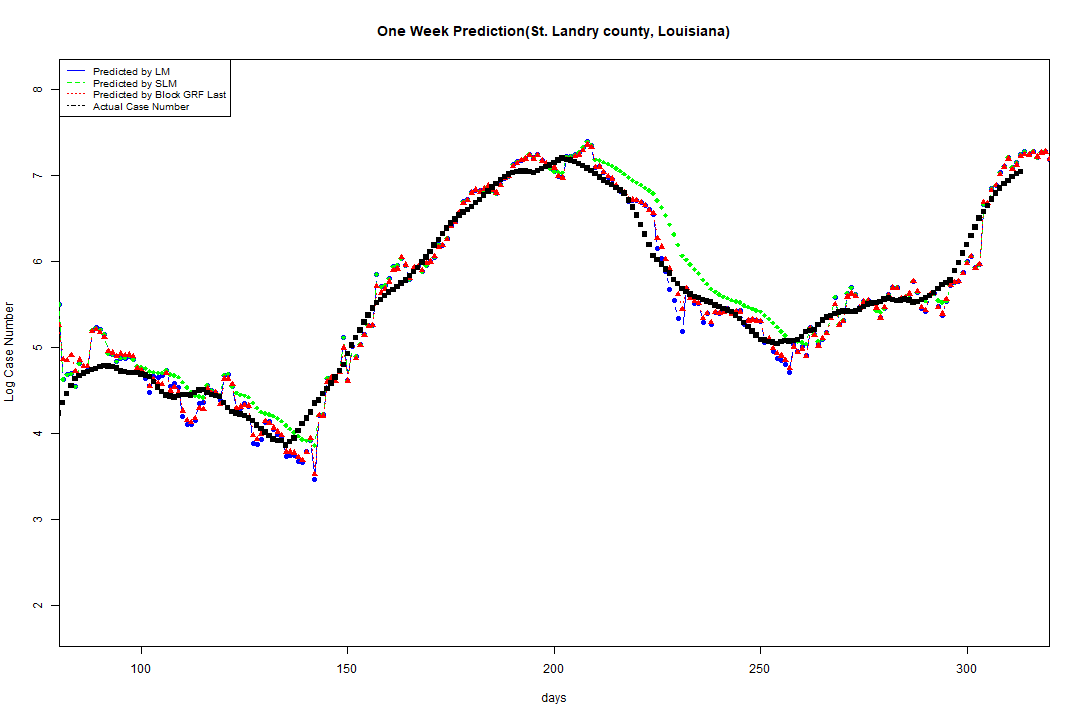 One Week Prediction(St. Landry county, Louisiana)
Predicted by LM
Predicted by SLM
Predicted by Block GRF Last
Actual Case Number
8
7
6
5
4
3
2
Log Case Number
100 150 200 250 300
days